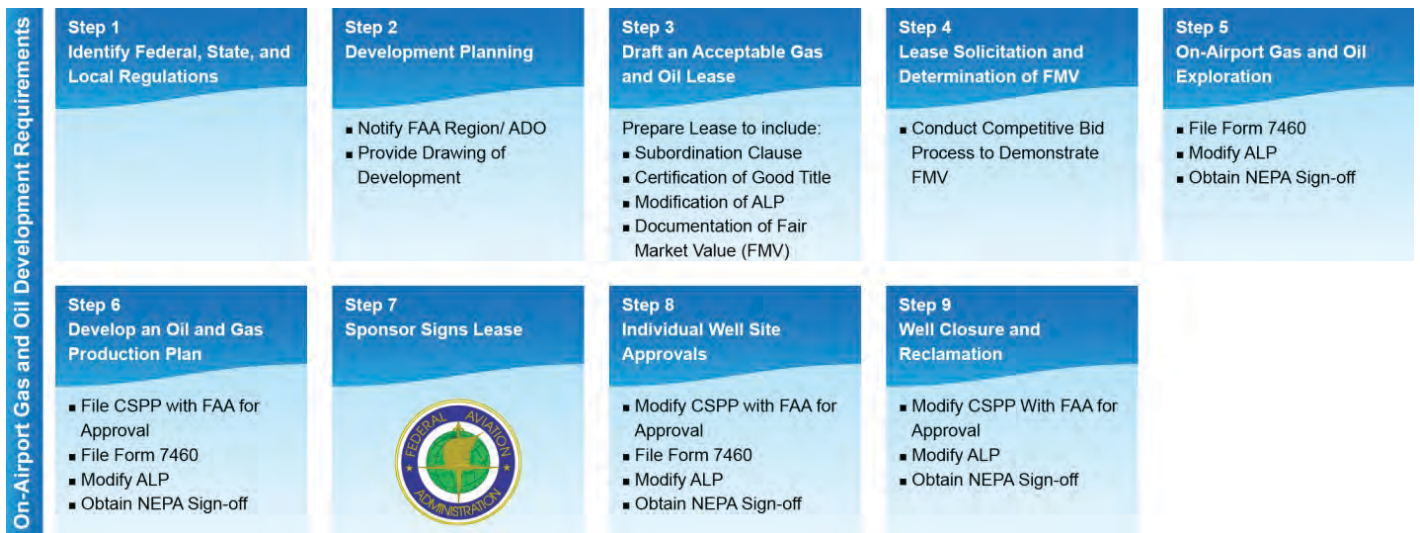 On-Airport Gas and Oil Development Requirements
Step 1
Identify Federal, State, and
Local Regulations
Step 2
Development Planning
■ Notify FAA Region/ ADO
■ Provide Drawing of
Development
Step 3
Draft an Acceptable Gas
and Oil Lease
Prepare Lease to include:
■ Subordination Clause
■ Certification of Good Title
■ Modification of ALP
■ Documentation of Fair
Market Value (FMV)
Step 4
Lease Solicitation and
Determination of FMV
■ Conduct Competitive Bid
Process to Demonstrate
FMV
Step 5
On-Airport Gas and Oil
Exploration
■ File Form 7460
■ Modify ALP
■ Obtain NEPA Sign-off
Step 6
Develop an Oil and Gas
Production Plan
■ File CSPP with FAA for
Approval
■ File Form 7460
■ Modify ALP
■ Obtain NEPA Sign-off
Step 7
Sponsor Signs Lease
FEDERAL AVIATION
ADMINISTRATION
Step 8
Individual Well Site
Approvals
■ Modify CSPP with FAA for
Approval
■ File Form 7460
■ Modify ALP
■ Obtain NEPA Sign-off
Step 9
Well Closure and
Reclamation
■ Modify CSPP With FAA for
Approval
■ Modify ALP
■ Obtain NEPA Sign-off